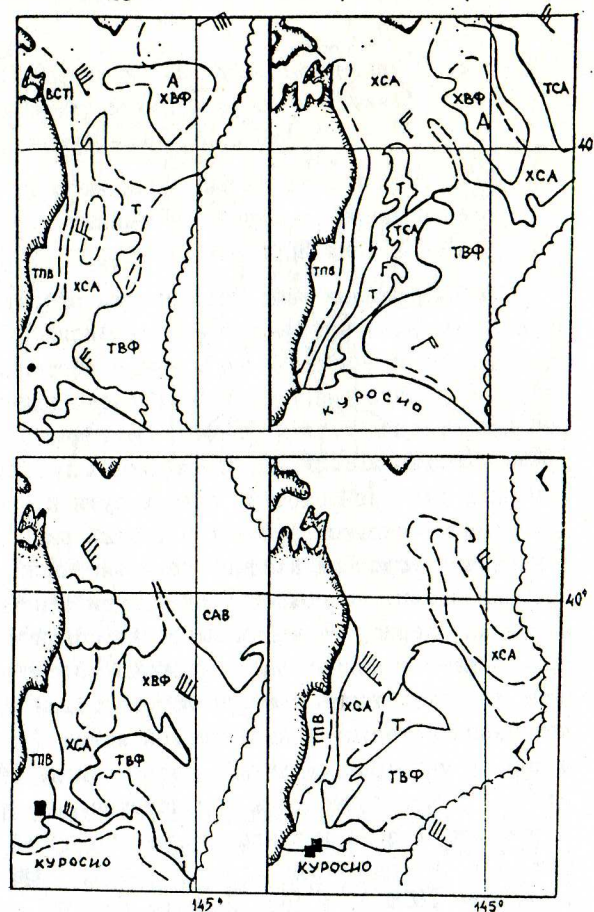 ВСТ
А
ХВФ
Т
ТПВ
ХСА
ТВФ
ХСА
ХВФ
А
ТСА
40
ХСА
Т
ТСА
ТВФ
ТПВ
F
Т
КУРОСИО
САВ
ХВФ
ХСА
ТПВ
ТВФ
КУРОСИО
145°
40°
ХСА
ХСА
ТПВ
Т
ТВФ
КУРОСИО
145°